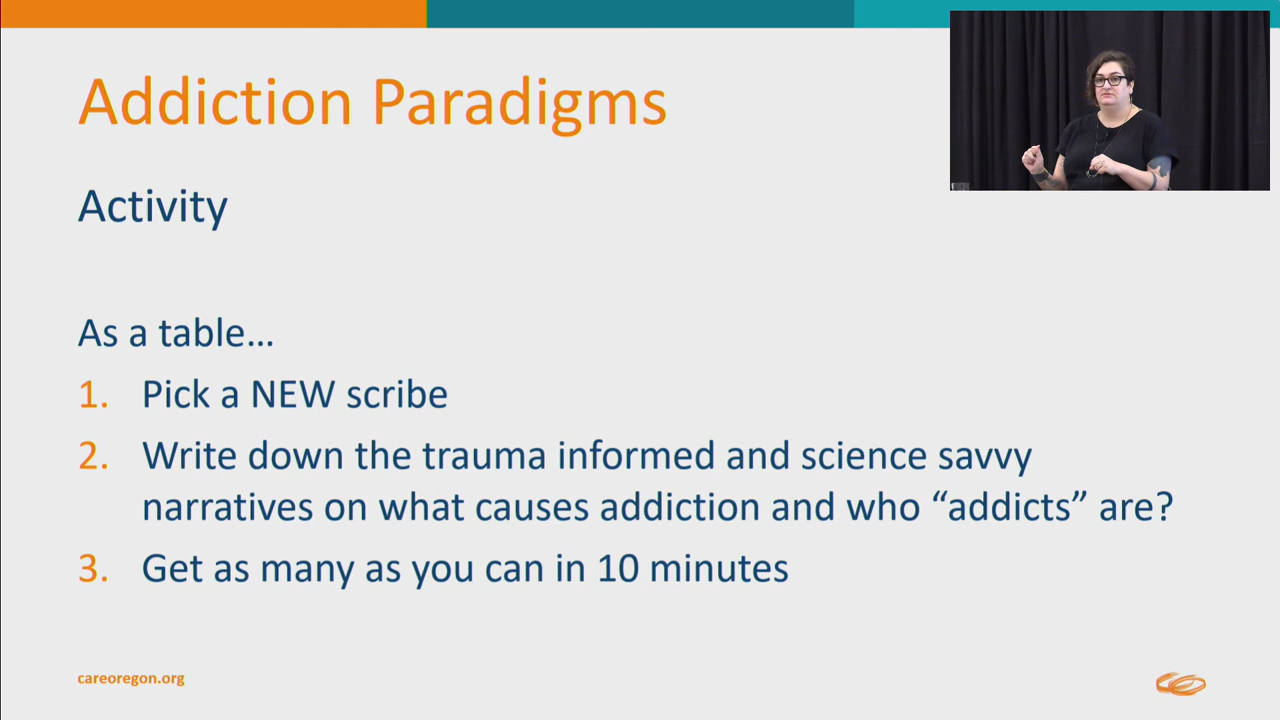 Addiction Paradigms
Activity
As a table...
1. Pick a NEW scribe
2. Write down the trauma informed and science savvy
narratives on what causes addiction and who “addicts” are?
3. Get as many as you can in 10 minutes
careoregon.org